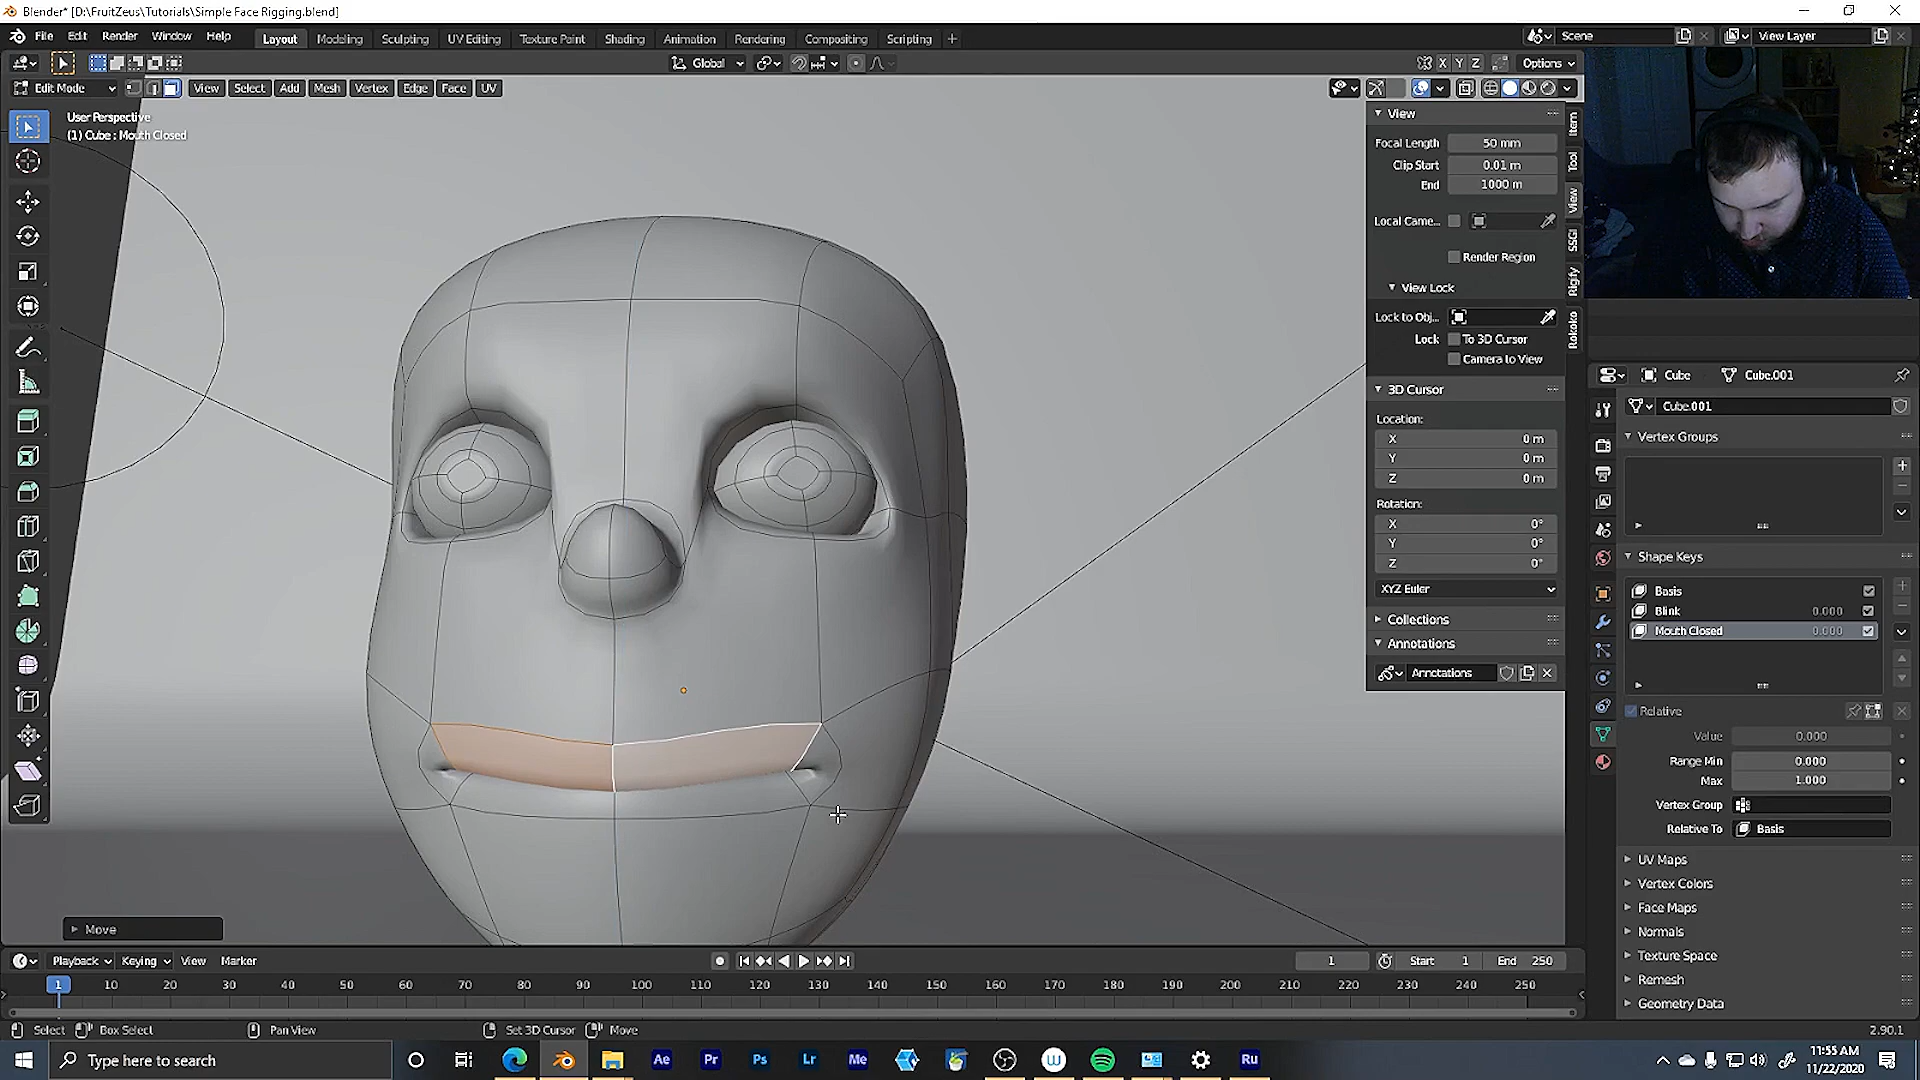 Blender* [D:\FruitZeus\Tutorials\Simple Face Rigging.blend]
File Edit Render Window Help Layout Modeling Sculpting UV Editing Texture Paint Shading Animation Rendering Compositing Scripting + Scene View Layer
Global X Y Z Options
Edit Mode View Select Add Mesh Vertex Edge Face UV
User Perspective
(1) Cube : Mouth Closed
View
Focal Length 50 mm
Clip Start 0.01 m
End 1000 m
Local Came...
Render Region
View Lock
Lock to Obj...
Lock To 3D Cursor
Camera to View
3D Cursor
Location:
X 0 m
Y 0 m
Z 0 m
Rotation:
X 0°
Y 0°
Z 0°
XYZ Euler
Collections
Annotations
Annotations
Item
Tool
View
SSGI
Rigify
Rokoko
Cube Cube.001
Cube.001
Vertex Groups
Shape Keys
Basis
Blink 0.000
Mouth Closed 0.000
Relative
Value 0.000
Range Min 0.000
Max 1.000
Vertex Group
Relative To Basis
UV Maps
Vertex Colors
Face Maps
Normals
Texture Space
Remesh
Geometry Data
Move
Playback Keying View Marker 1 Start 1 End 250
1 10 20 30 40 50 60 70 80 90 100 110 120 130 140 150 160 170 180 190 200 210 220 230 240 250
Select Box Select Pan View Set 3D Cursor Move 2.90.1
Type here to search Ae Pr Ps Lr Me W Ru
11:55 AM
11/22/2020